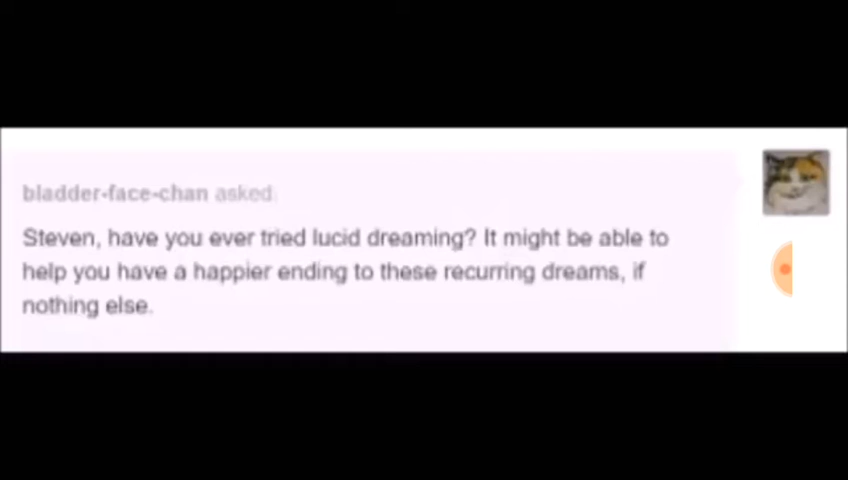 bladder-face-chan asked:
Steven, have you ever tried lucid dreaming? It might be able to
help you have a happier ending to these recurring dreams, if
nothing else.